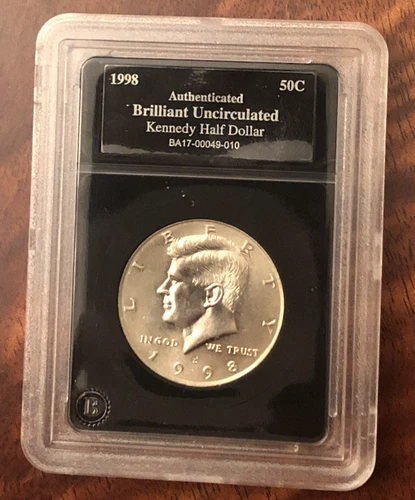 1998 50C
Authenticated
Brilliant Uncirculated
Kennedy Half Dollar
BA17-00049-010
LIBERTY
IN GOD WE TRUST
1998
E